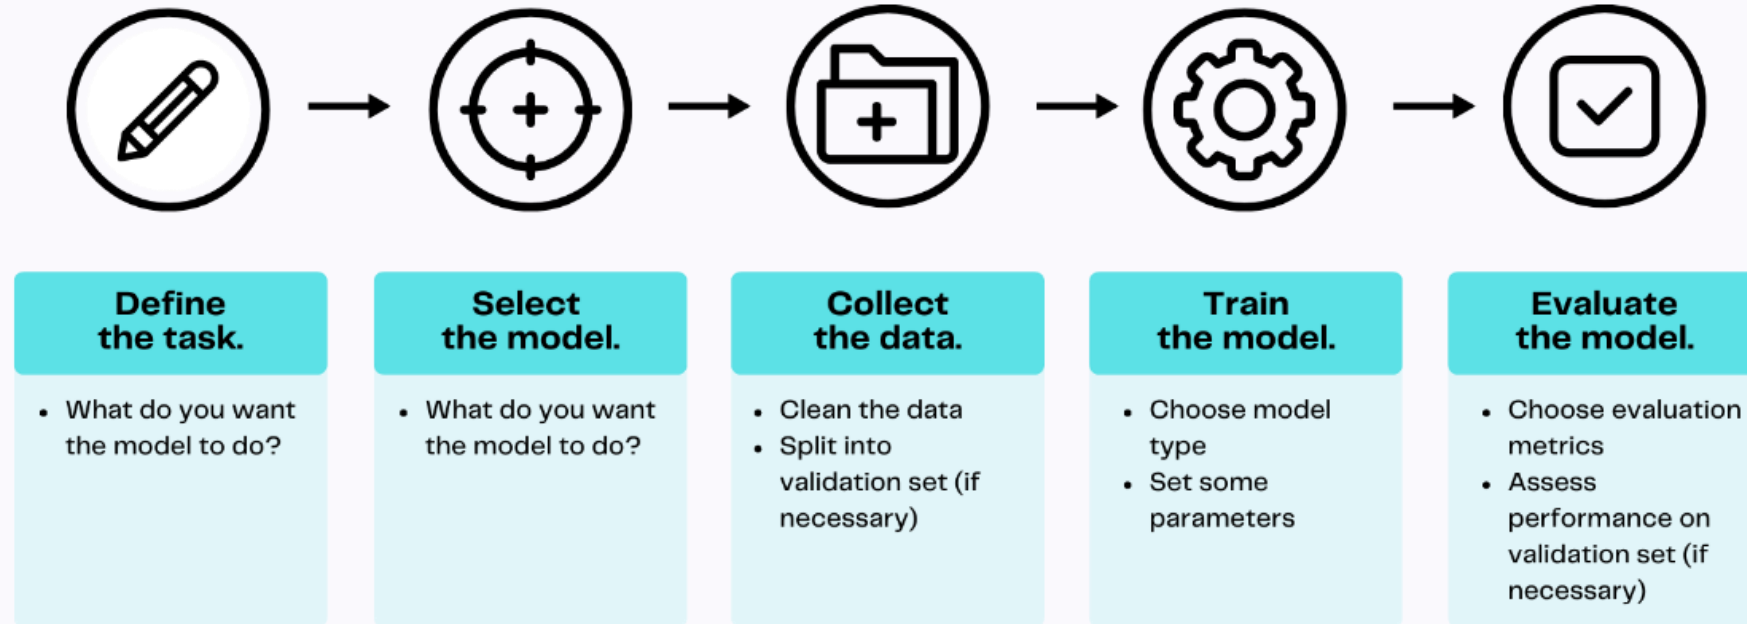 Define
the task.
• What do you want
the model to do?
Select
the model.
• What do you want
the model to do?
Collect
the data.
• Clean the data
• Split into
validation set (if
necessary)
Train
the model.
• Choose model
type
• Set some
parameters
Evaluate
the model.
• Choose evaluation
metrics
• Assess
performance on
validation set (if
necessary)